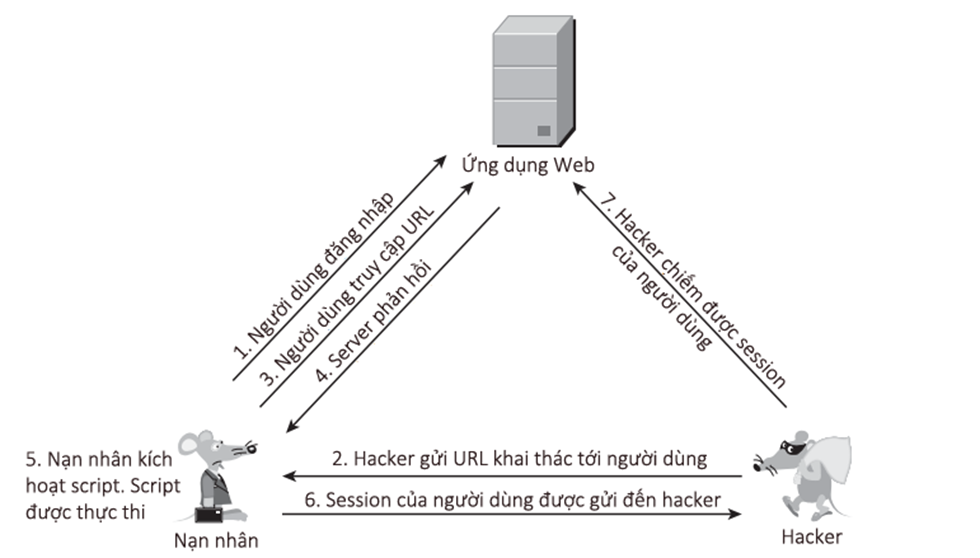 Ứng dụng Web
1. Người dùng đăng nhập
3. Người dùng truy cập URL
4. Server phản hồi
7. Hacker chiếm được session
của người dùng
5. Nạn nhân kích
hoạt script. Script
được thực thi
2. Hacker gửi URL khai thác tới người dùng
6. Session của người dùng được gửi đến hacker
Nạn nhân
Hacker